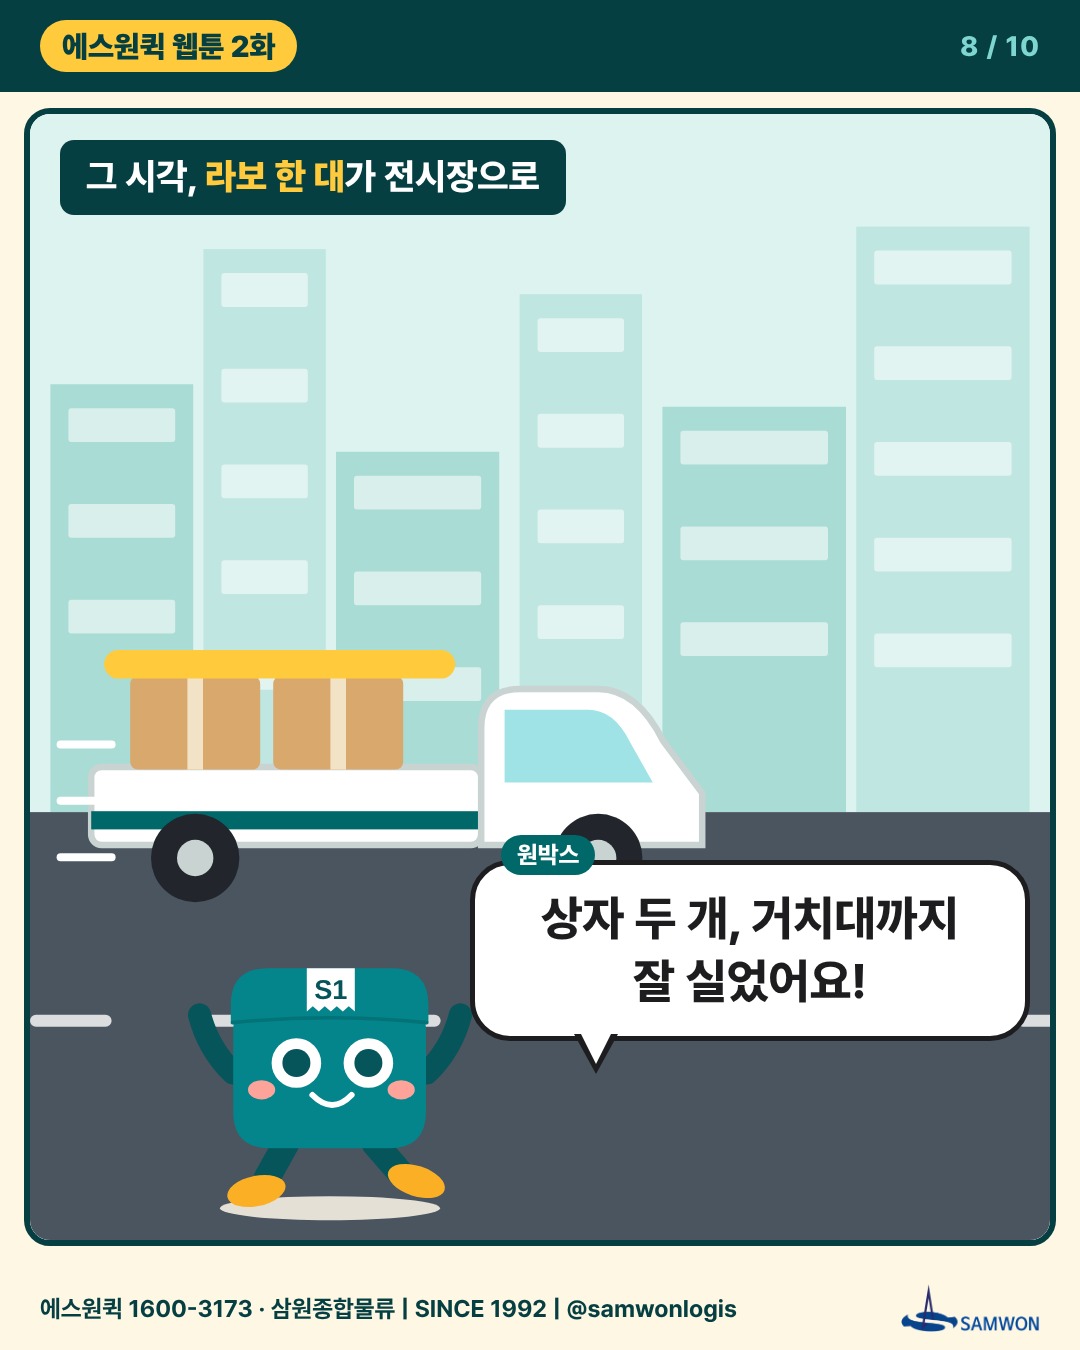 에스원퀵 웹툰 2화
8 / 10
그 시각, 라보 한 대가 전시장으로
원박스
상자 두 개, 거치대까지
잘 실었어요!
S1
에스원퀵 1600-3173 · 삼원종합물류 | SINCE 1992 | @samwonlogis
SAMWON